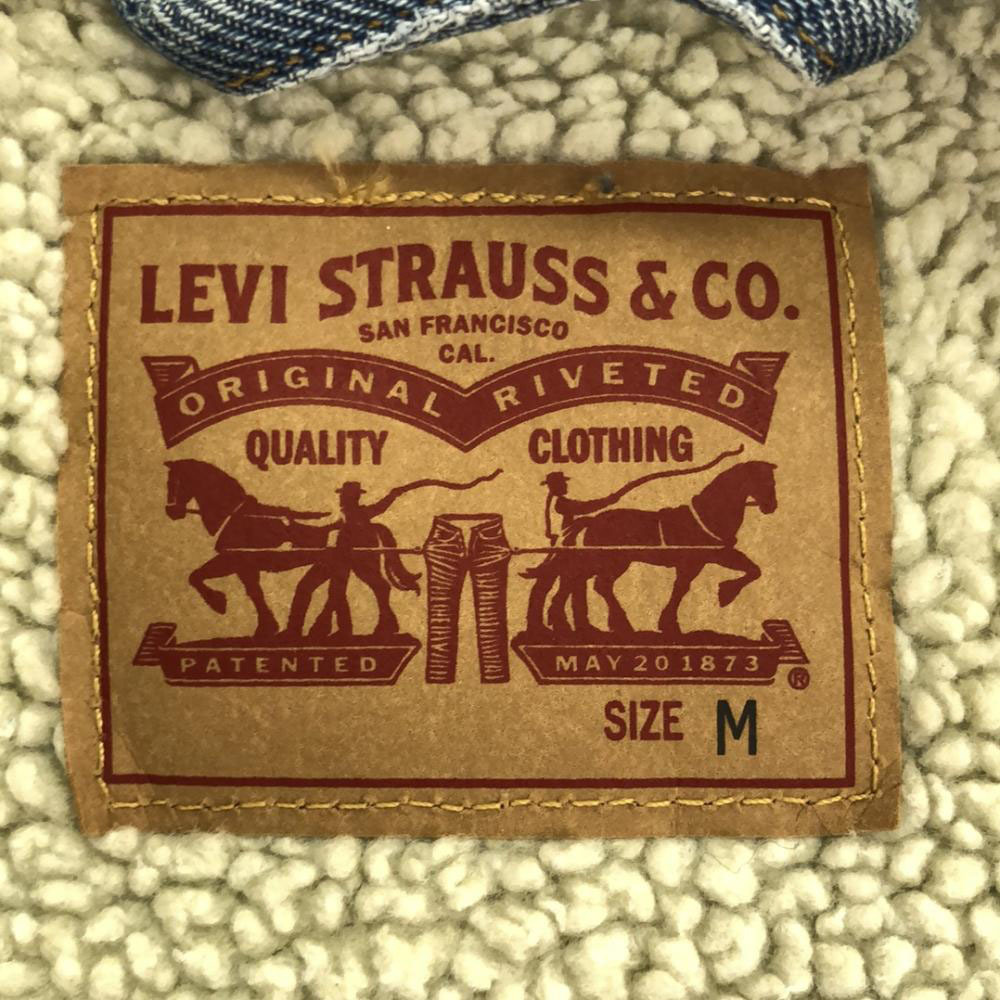 LEVI STRAUSS & CO.
SAN FRANCISCO
CAL.
ORIGINAL RIVETED
QUALITY CLOTHING
PATENTED MAY 20 1873
®
SIZE M